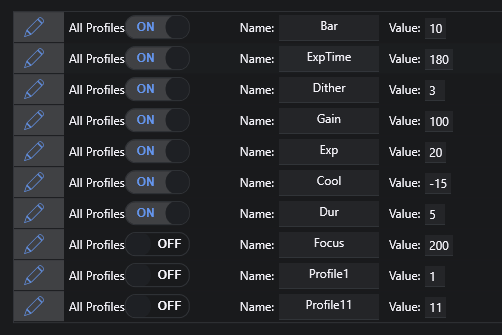 All Profiles ON Name: Bar Value: 10
All Profiles ON Name: ExpTime Value: 180
All Profiles ON Name: Dither Value: 3
All Profiles ON Name: Gain Value: 100
All Profiles ON Name: Exp Value: 20
All Profiles ON Name: Cool Value: -15
All Profiles ON Name: Dur Value: 5
All Profiles OFF Name: Focus Value: 200
All Profiles OFF Name: Profile1 Value: 1
All Profiles OFF Name: Profile11 Value: 11